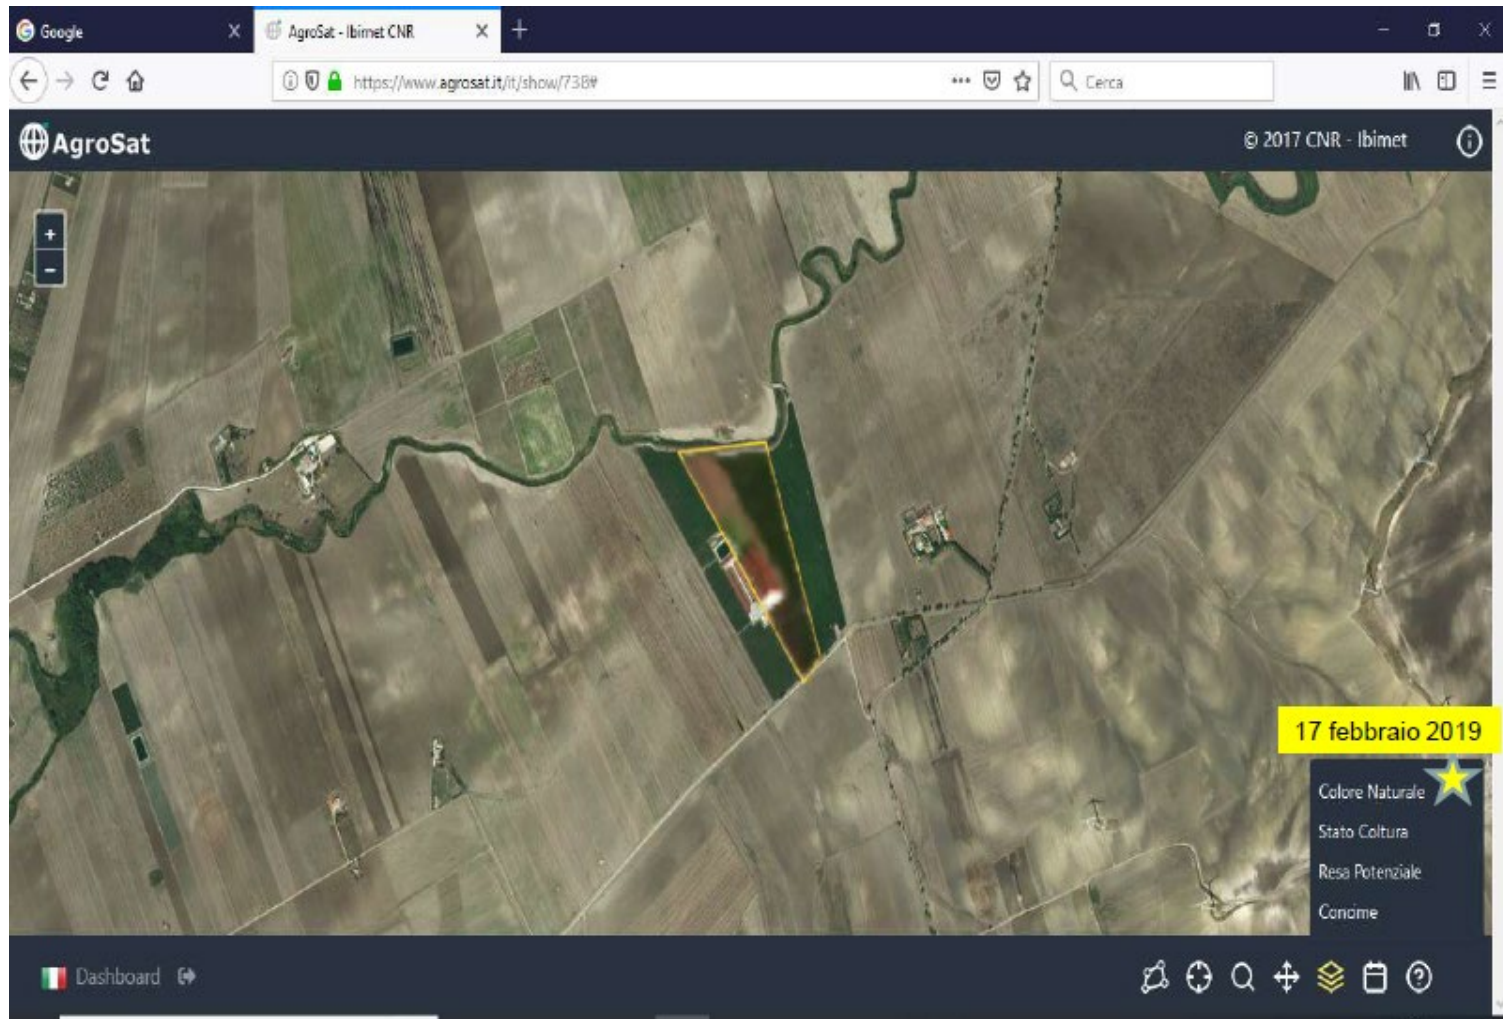 Google
AgroSat - Ibimet CNR
https://www.agrosat.it/it/show/738#
Cerca
AgroSat
© 2017 CNR - Ibimet
+
−
17 febbraio 2019
Colore Naturale
Stato Coltura
Resa Potenziale
Concime
Dashboard